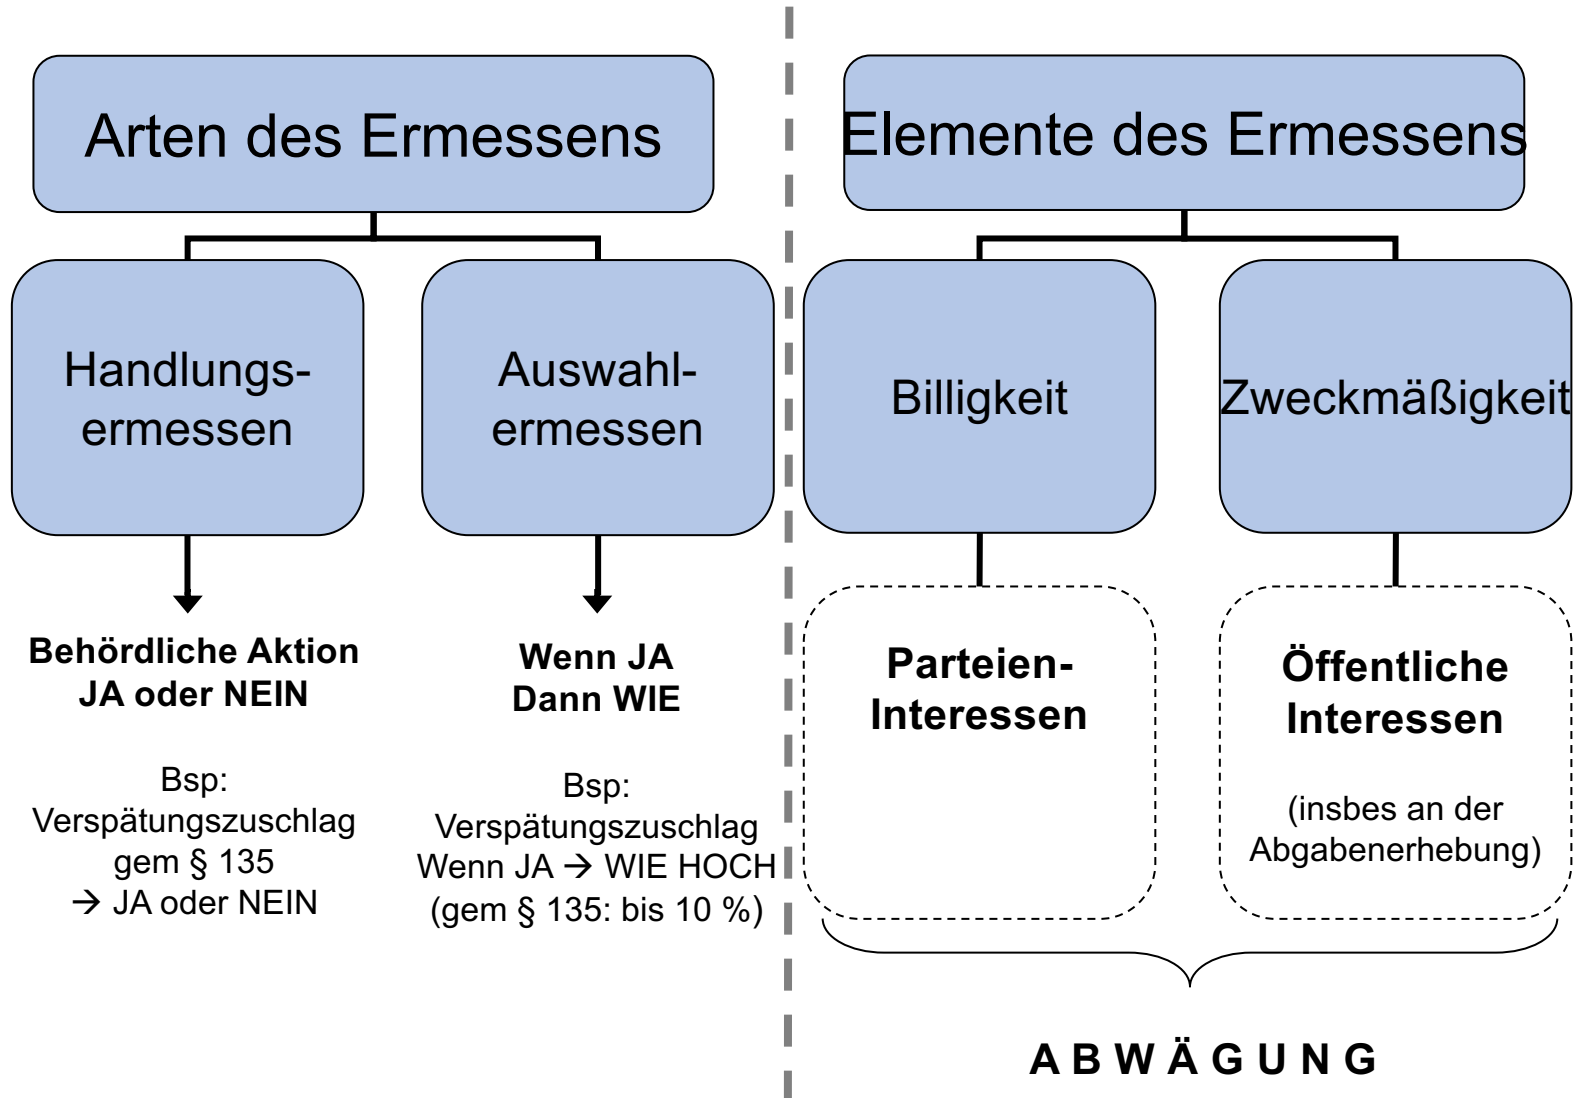 Arten des Ermessens
Handlungs-
ermessen
Auswahl-
ermessen
Behördliche Aktion
JA oder NEIN
Wenn JA
Dann WIE
Bsp:
Verspätungszuschlag
gem § 135
→ JA oder NEIN
Bsp:
Verspätungszuschlag
Wenn JA → WIE HOCH
(gem § 135: bis 10 %)
Elemente des Ermessens
Billigkeit
Zweckmäßigkeit
Parteien-
Interessen
Öffentliche
Interessen
(insbes an der
Abgabenerhebung)
A B W Ä G U N G